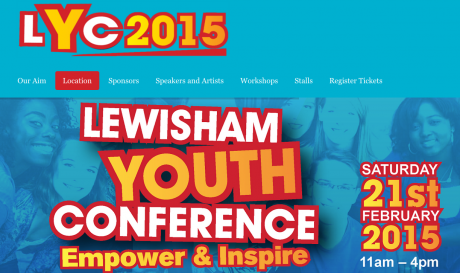 LYC2015
Our Aim Location Sponsors Speakers and Artists Workshops Stalls Register Tickets
LEWISHAM
YOUTH
CONFERENCE
Empower & Inspire
SATURDAY
21st
FEBRUARY
2015
11am – 4pm